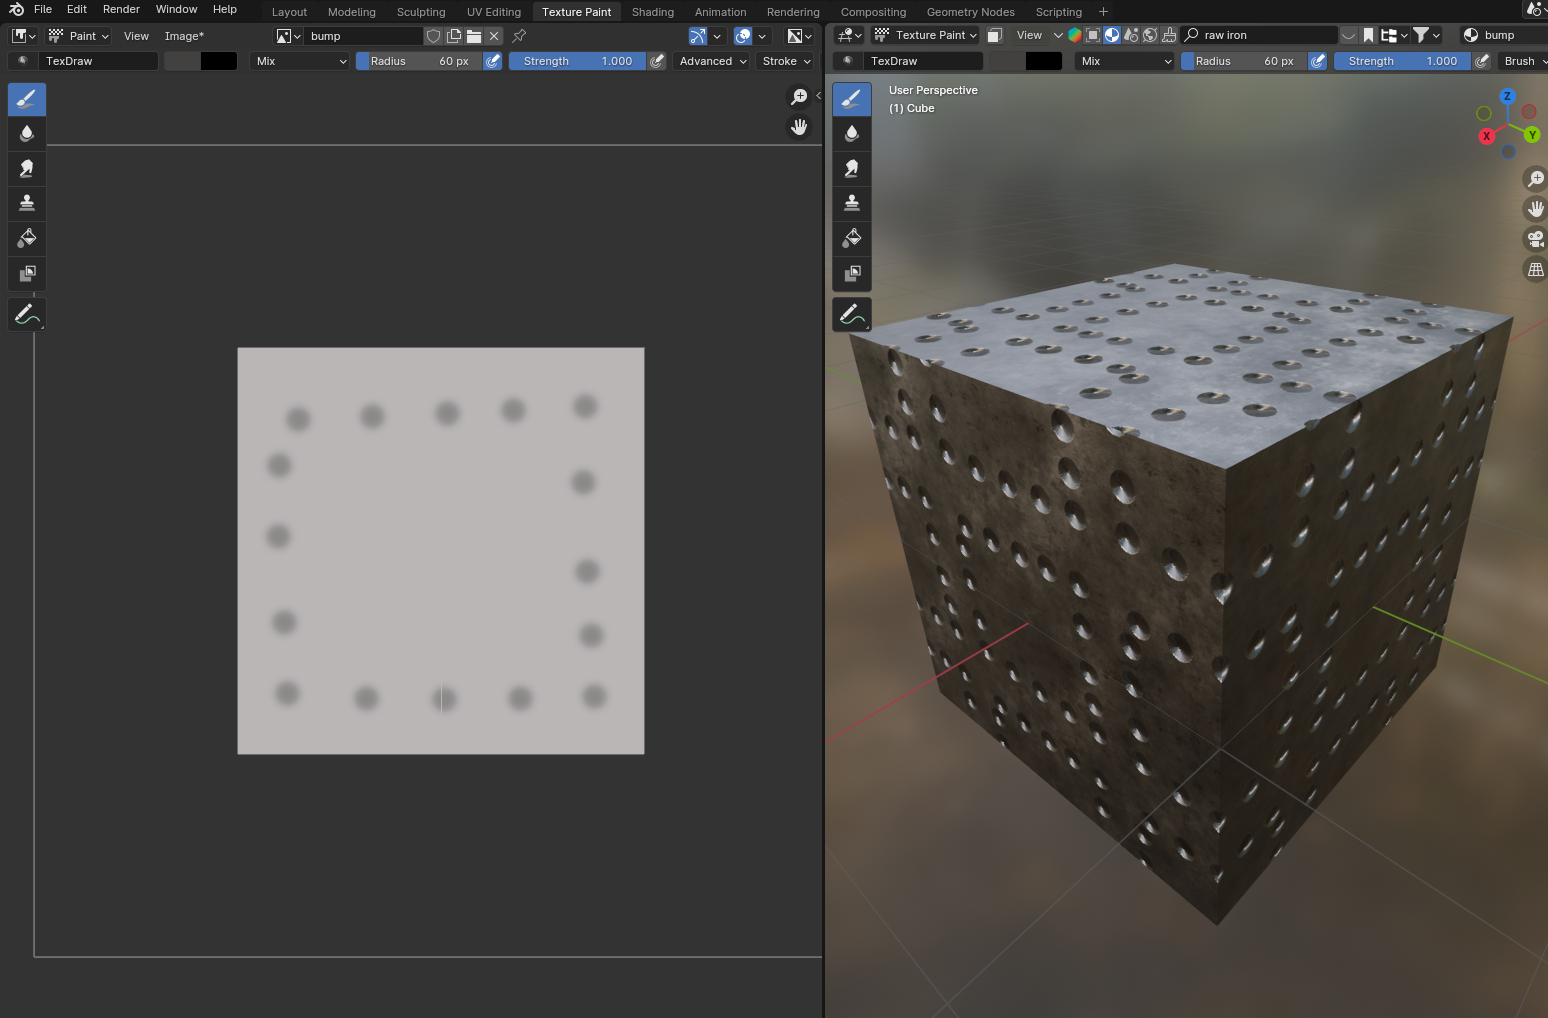 File Edit Render Window Help Layout Modeling Sculpting UV Editing Texture Paint Shading Animation Rendering Compositing Geometry Nodes Scripting +
Paint View Image* bump
TexDraw Mix Radius 60 px Strength 1.000 Advanced Stroke
Texture Paint View raw iron bump
TexDraw Mix Radius 60 px Strength 1.000 Brush
User Perspective
(1) Cube
Z
X Y